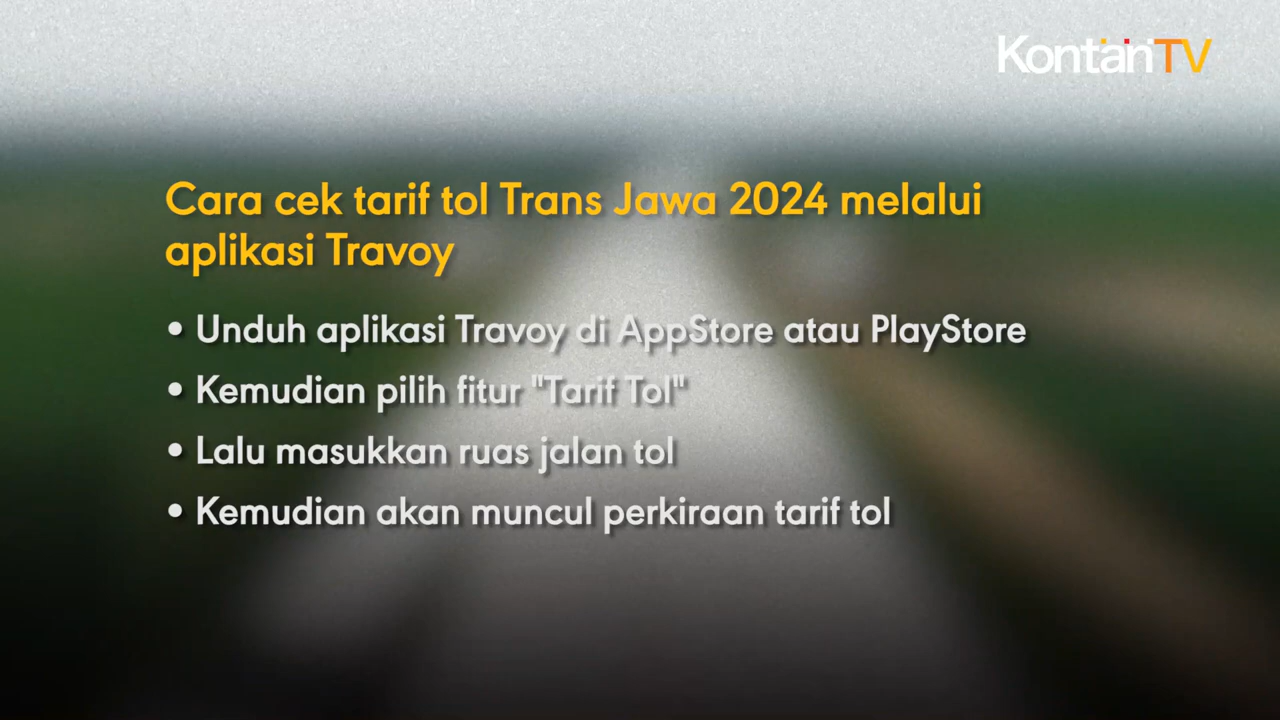 KontanTV
Cara cek tarif tol Trans Jawa 2024 melalui
aplikasi Travoy
• Unduh aplikasi Travoy di AppStore atau PlayStore
• Kemudian pilih fitur "Tarif Tol"
• Lalu masukkan ruas jalan tol
• Kemudian akan muncul perkiraan tarif tol